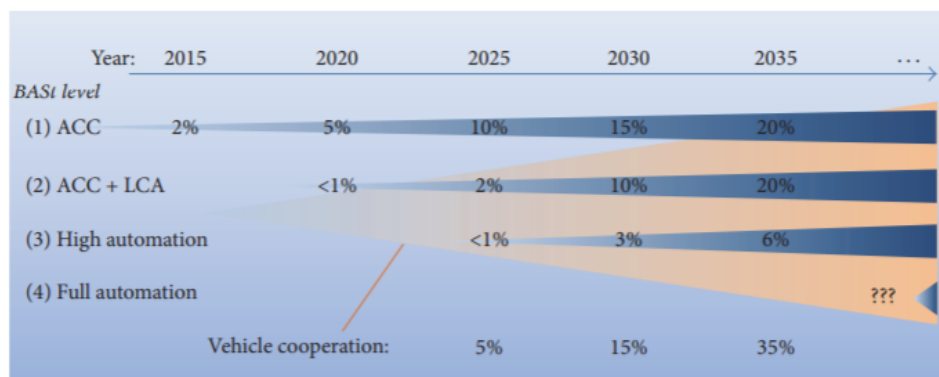 Year: 2015 2020 2025 2030 2035 ...
BASt level
(1) ACC 2% 5% 10% 15% 20%
(2) ACC + LCA <1% 2% 10% 20%
(3) High automation <1% 3% 6%
(4) Full automation ???
Vehicle cooperation: 5% 15% 35%